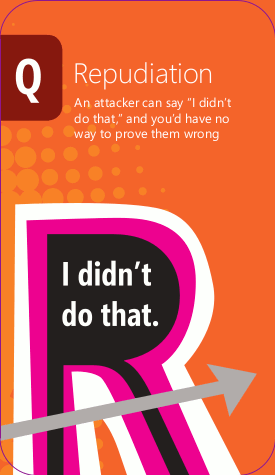 Q
Repudiation
An attacker can say “I didn’t
do that,” and you’d have no
way to prove them wrong
R
I didn’t
do that.